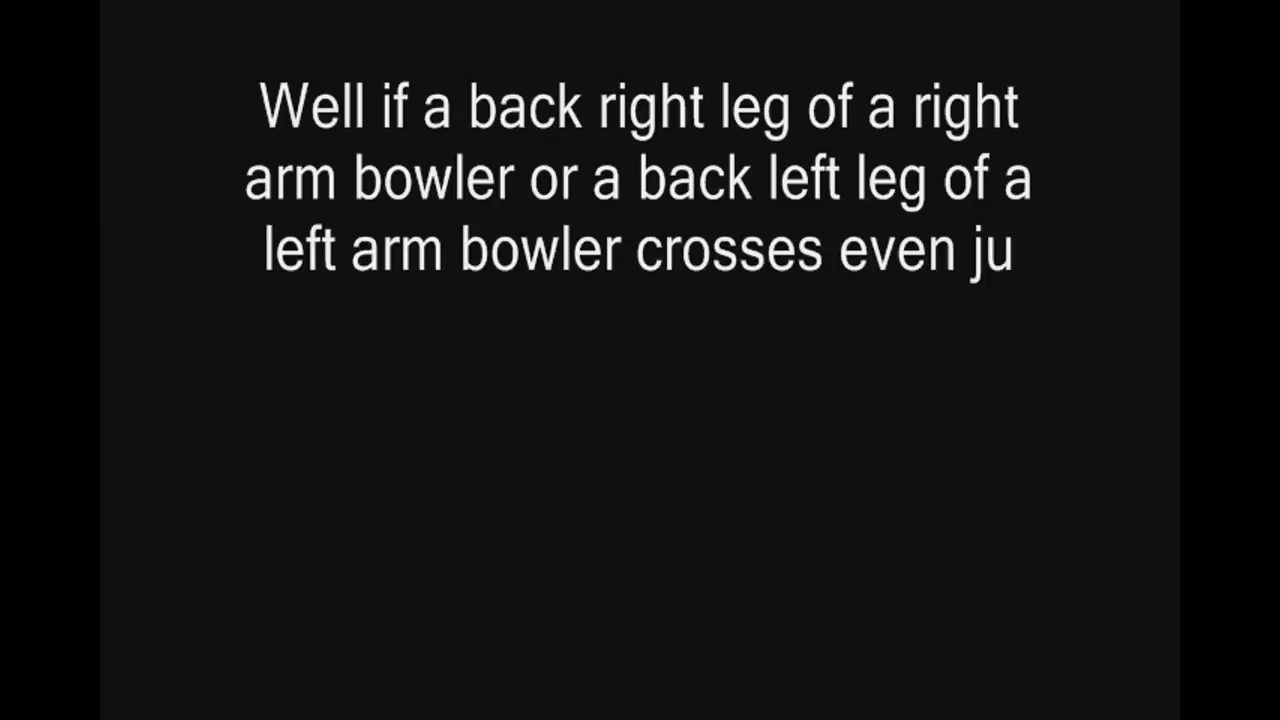 Well if a back right leg of a right
arm bowler or a back left leg of a
left arm bowler crosses even ju